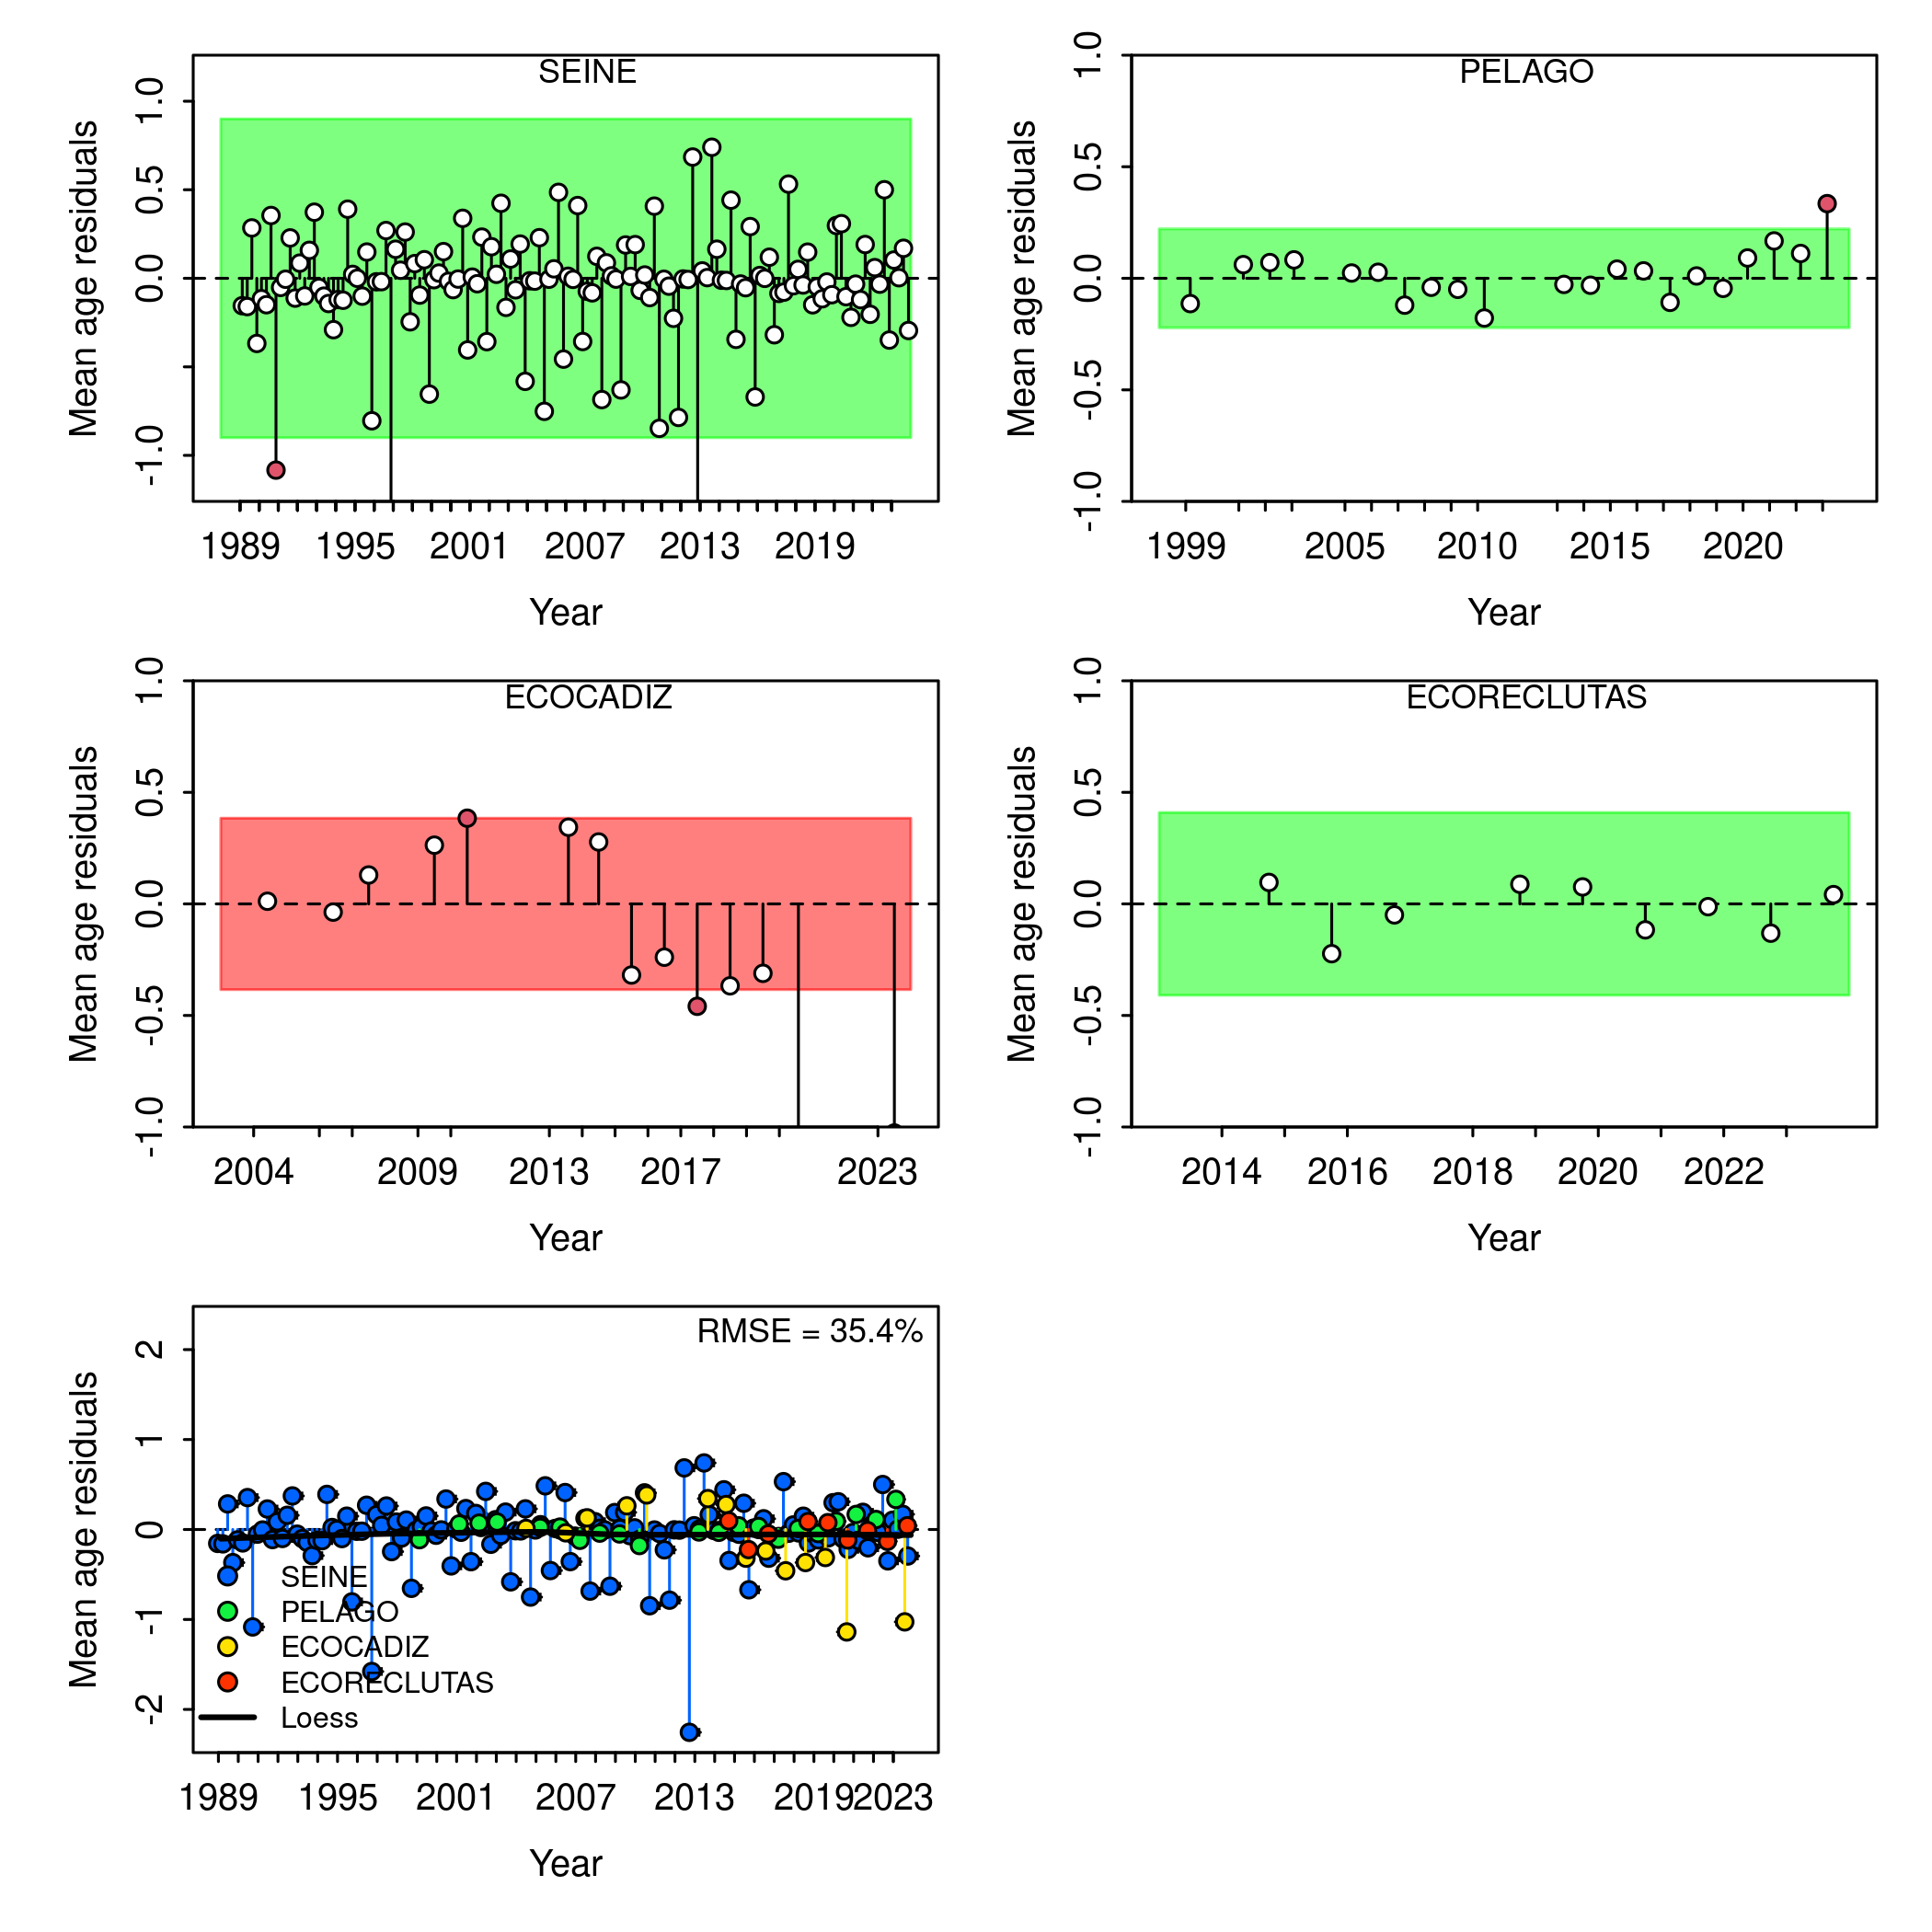 SEINE
Mean age residuals
1.0
0.5
0.0
-1.0
1989 1995 2001 2007 2013 2019
Year
PELAGO
Mean age residuals
1.0
0.5
0.0
-0.5
-1.0
1999 2005 2010 2015 2020
Year
ECOCADIZ
Mean age residuals
1.0
0.5
0.0
-0.5
-1.0
2004 2009 2013 2017 2023
Year
ECORECLUTAS
Mean age residuals
1.0
0.5
0.0
-0.5
-1.0
2014 2016 2018 2020 2022
Year
RMSE = 35.4%
Mean age residuals
2
1
0
-1
-2
SEINE
PELAGO
ECOCADIZ
ECORECLUTAS
Loess
1989 1995 2001 2007 2013 2019 2023
Year